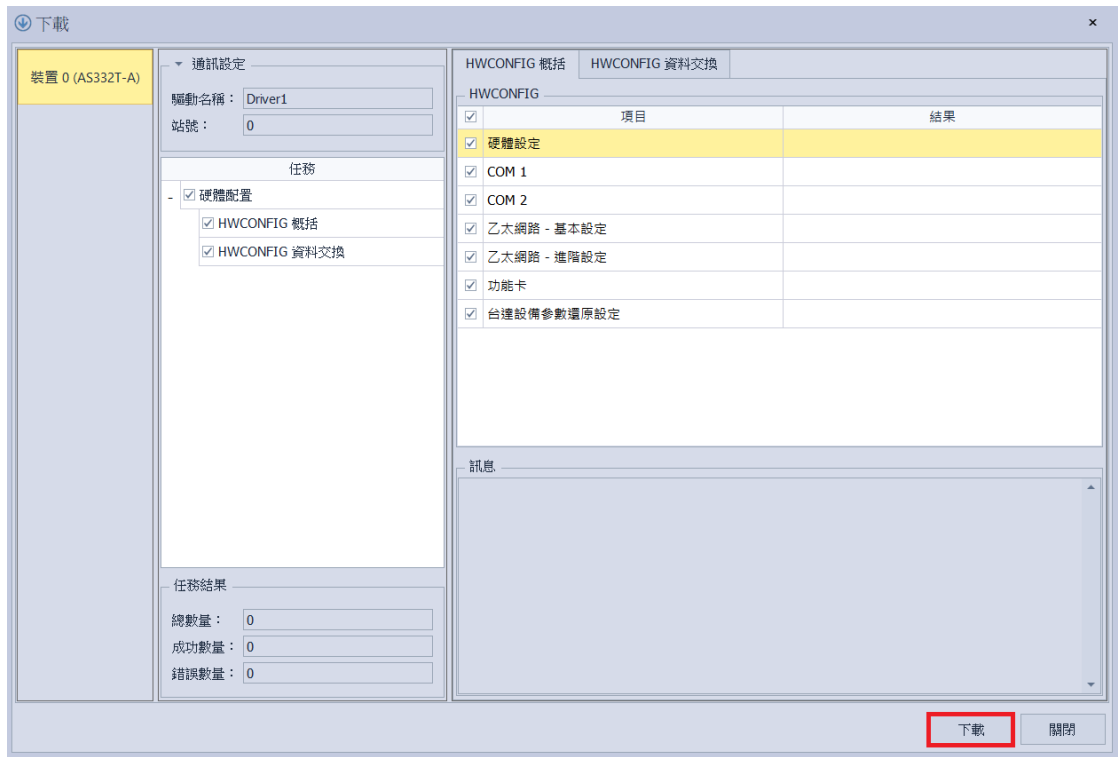 下載
裝置 0 (AS332T-A)
通訊設定
驅動名稱： Driver1
站號： 0
任務
硬體配置
HWCONFIG 概括
HWCONFIG 資料交換
任務結果
總數量： 0
成功數量： 0
錯誤數量： 0
HWCONFIG 概括 HWCONFIG 資料交換
HWCONFIG
項目 結果
硬體設定
COM 1
COM 2
乙太網路 - 基本設定
乙太網路 - 進階設定
功能卡
台達設備參數還原設定
訊息
下載 關閉